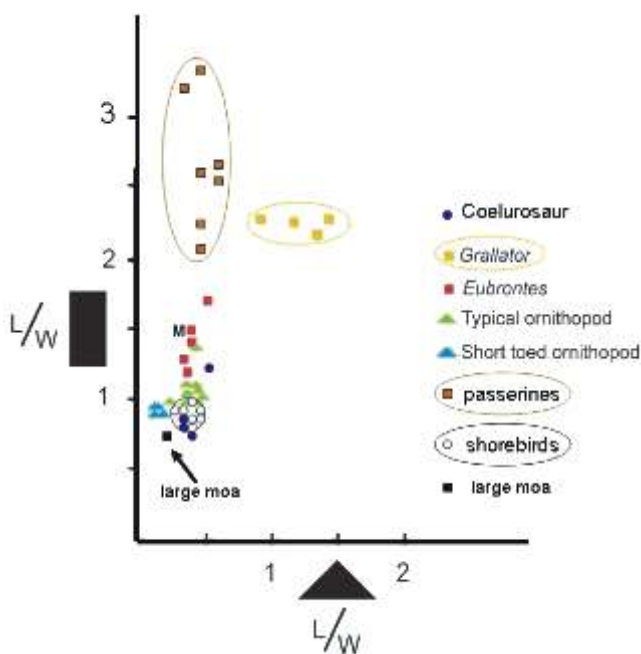 3
2
1
L/W
M
large moa
1
2
L/W
Coelurosaur
Grallator
Eubrontes
Typical ornithopod
Short toed ornithopod
passerines
shorebirds
large moa